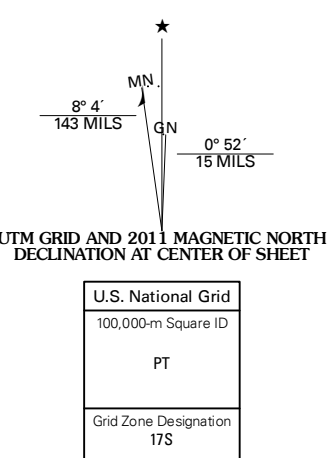 ★
MN.
8° 4´
143 MILS
GN
0° 52´
15 MILS
UTM GRID AND 2011 MAGNETIC NORTH
DECLINATION AT CENTER OF SHEET
U.S. National Grid
100,000-m Square ID
PT
Grid Zone Designation
17S